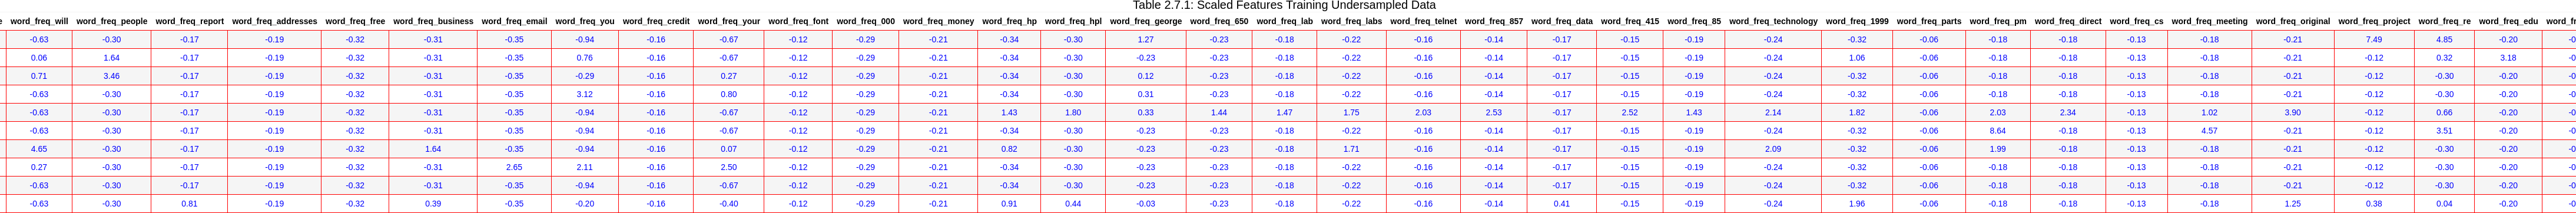 Table 2.7.1: Scaled Features Training Undersampled Data
word_freq_will word_freq_people word_freq_report word_freq_addresses word_freq_free word_freq_business word_freq_email word_freq_you word_freq_credit word_freq_your word_freq_font word_freq_000 word_freq_money word_freq_hp word_freq_hpl word_freq_george word_freq_650 word_freq_lab word_freq_labs word_freq_telnet word_freq_857 word_freq_data word_freq_415 word_freq_85 word_freq_technology word_freq_1999 word_freq_parts word_freq_pm word_freq_direct word_freq_cs word_freq_meeting word_freq_original word_freq_project word_freq_re word_freq_edu word_fr
-0.63 -0.30 -0.17 -0.19 -0.32 -0.31 -0.35 -0.94 -0.16 -0.67 -0.12 -0.29 -0.21 -0.34 -0.30 1.27 -0.23 -0.18 -0.22 -0.16 -0.14 -0.17 -0.15 -0.19 -0.24 -0.32 -0.06 -0.18 -0.18 -0.13 -0.18 -0.21 7.49 4.85 -0.20 -0
0.06 1.64 -0.17 -0.19 -0.32 -0.31 -0.35 0.76 -0.16 -0.67 -0.12 -0.29 -0.21 -0.34 -0.30 -0.23 -0.23 -0.18 -0.22 -0.16 -0.14 -0.17 -0.15 -0.19 -0.24 1.06 -0.06 -0.18 -0.18 -0.13 -0.18 -0.21 -0.12 0.32 3.18 -0
0.71 3.46 -0.17 -0.19 -0.32 -0.31 -0.35 -0.29 -0.16 0.27 -0.12 -0.29 -0.21 -0.34 -0.30 0.12 -0.23 -0.18 -0.22 -0.16 -0.14 -0.17 -0.15 -0.19 -0.24 -0.32 -0.06 -0.18 -0.18 -0.13 -0.18 -0.21 -0.12 -0.30 -0.20 -0
-0.63 -0.30 -0.17 -0.19 -0.32 -0.31 -0.35 3.12 -0.16 0.80 -0.12 -0.29 -0.21 -0.34 -0.30 0.31 -0.23 -0.18 -0.22 -0.16 -0.14 -0.17 -0.15 -0.19 -0.24 -0.32 -0.06 -0.18 -0.18 -0.13 -0.18 -0.21 -0.12 -0.30 -0.20 -0
-0.63 -0.30 -0.17 -0.19 -0.32 -0.31 -0.35 -0.94 -0.16 -0.67 -0.12 -0.29 -0.21 1.43 1.80 0.33 1.44 1.47 1.75 2.03 2.53 -0.17 2.52 1.43 2.14 1.82 -0.06 2.03 2.34 -0.13 1.02 3.90 -0.12 0.66 -0.20 -0
-0.63 -0.30 -0.17 -0.19 -0.32 -0.31 -0.35 -0.94 -0.16 -0.67 -0.12 -0.29 -0.21 -0.34 -0.30 -0.23 -0.23 -0.18 -0.22 -0.16 -0.14 -0.17 -0.15 -0.19 -0.24 -0.32 -0.06 8.64 -0.18 -0.13 4.57 -0.21 -0.12 3.51 -0.20 -0
4.65 -0.30 -0.17 -0.19 -0.32 1.64 -0.35 -0.94 -0.16 0.07 -0.12 -0.29 -0.21 0.82 -0.30 -0.23 -0.23 -0.18 1.71 -0.16 -0.14 -0.17 -0.15 -0.19 2.09 -0.32 -0.06 1.99 -0.18 -0.13 -0.18 -0.21 -0.12 -0.30 -0.20 -0
0.27 -0.30 -0.17 -0.19 -0.32 -0.31 2.65 2.11 -0.16 2.50 -0.12 -0.29 -0.21 -0.34 -0.30 -0.23 -0.23 -0.18 -0.22 -0.16 -0.14 -0.17 -0.15 -0.19 -0.24 -0.32 -0.06 -0.18 -0.18 -0.13 -0.18 -0.21 -0.12 -0.30 -0.20 -0
-0.63 -0.30 -0.17 -0.19 -0.32 -0.31 -0.35 -0.94 -0.16 -0.67 -0.12 -0.29 -0.21 -0.34 -0.30 -0.23 -0.23 -0.18 -0.22 -0.16 -0.14 -0.17 -0.15 -0.19 -0.24 -0.32 -0.06 -0.18 -0.18 -0.13 -0.18 -0.21 -0.12 -0.30 -0.20 -0
-0.63 -0.30 0.81 -0.19 -0.32 0.39 -0.35 -0.20 -0.16 -0.40 -0.12 -0.29 -0.21 0.91 0.44 -0.03 -0.23 -0.18 -0.22 -0.16 -0.14 0.41 -0.15 -0.19 -0.24 1.96 -0.06 -0.18 -0.18 -0.13 -0.18 1.25 0.38 0.04 -0.20 -0